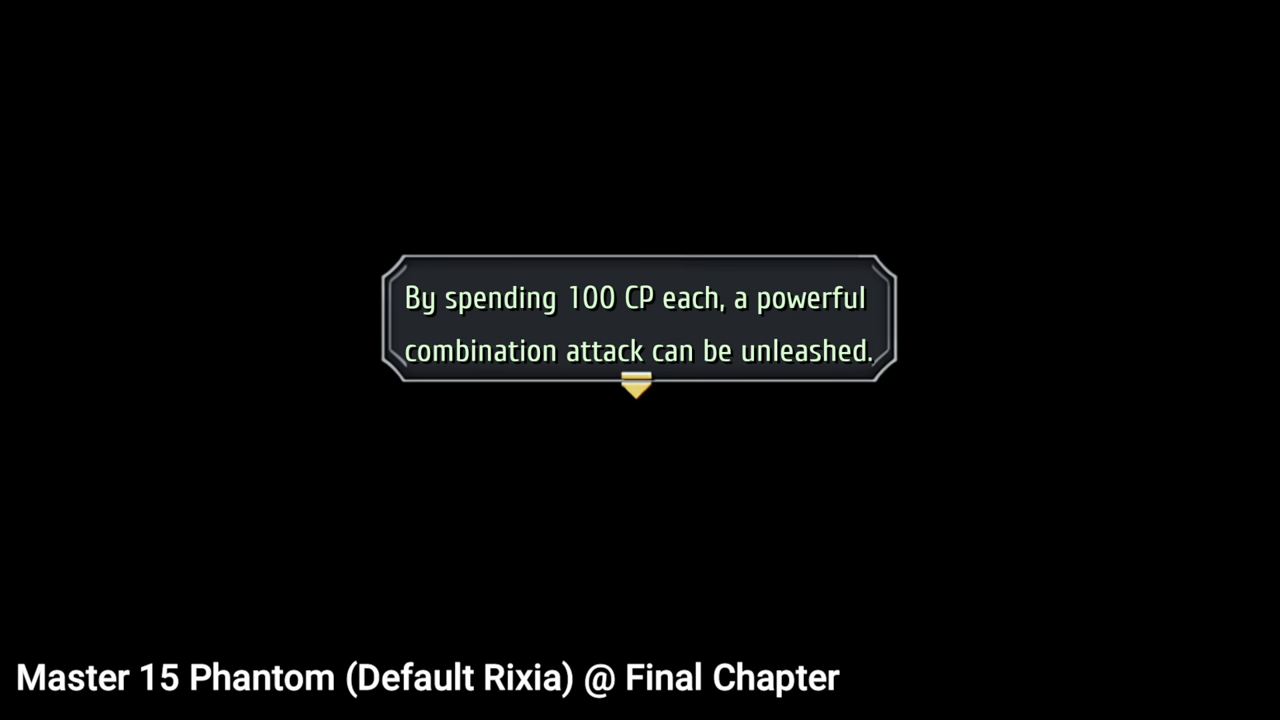 By spending 100 CP each, a powerful
combination attack can be unleashed.
Master 15 Phantom (Default Rixia) @ Final Chapter